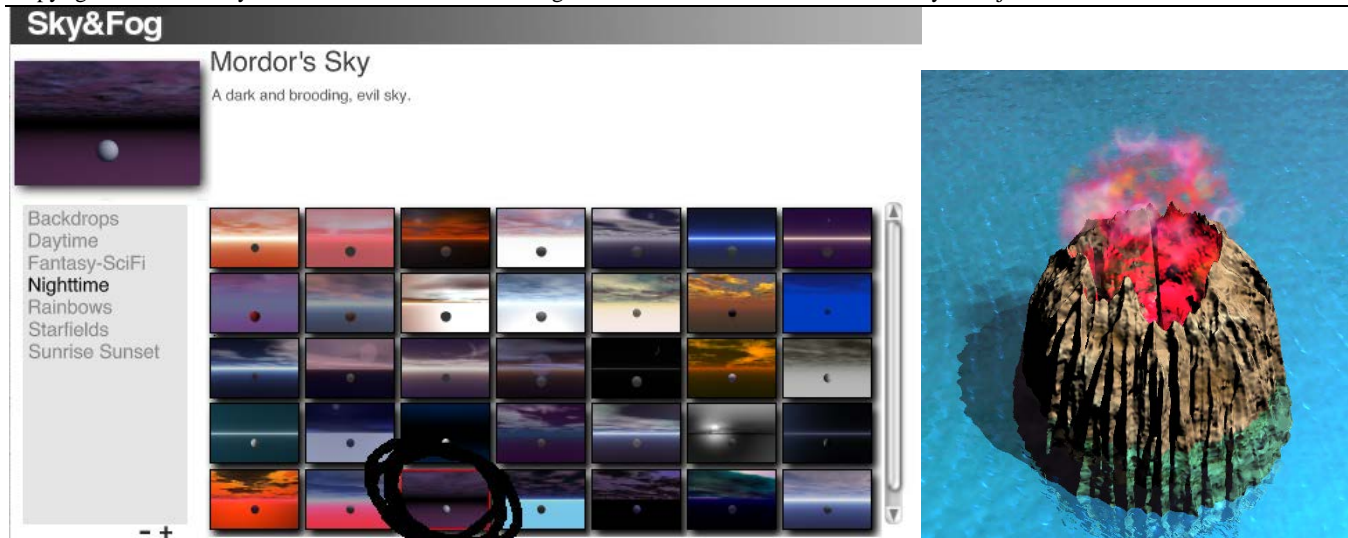 Sky&Fog
Mordor's Sky
A dark and brooding, evil sky.
Backdrops
Daytime
Fantasy-SciFi
Nighttime
Rainbows
Starfields
Sunrise Sunset
- +